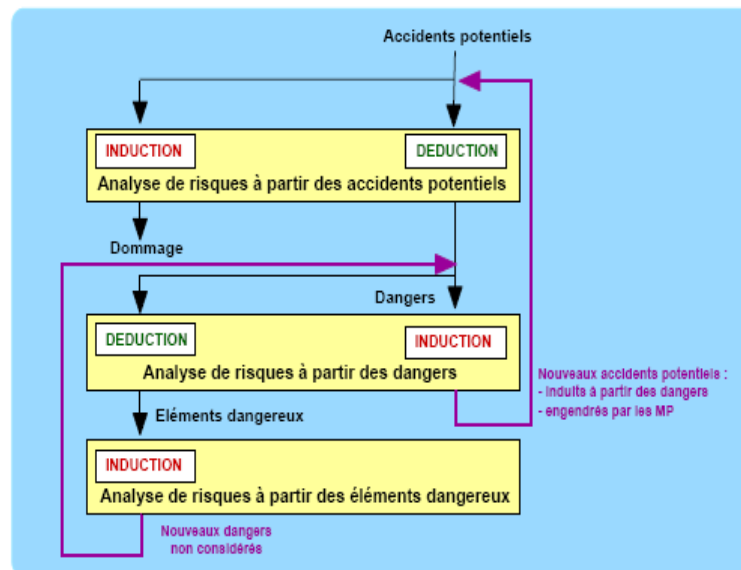 Accidents potentiels
INDUCTION
DEDUCTION
Analyse de risques à partir des accidents potentiels
Dommage
Dangers
DEDUCTION
INDUCTION
Analyse de risques à partir des dangers
Nouveaux accidents potentiels :
- induits à partir des dangers
- engendrés par les MP
Eléments dangereux
INDUCTION
Analyse de risques à partir des éléments dangereux
Nouveaux dangers
non considérés